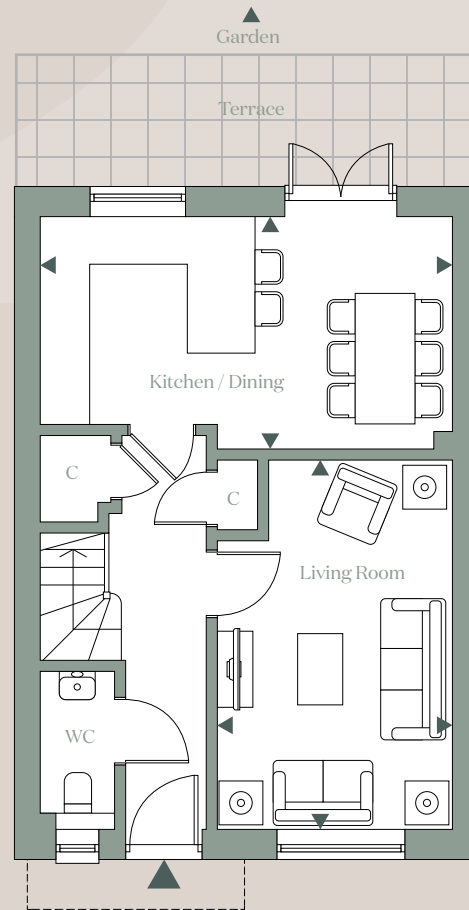 Garden
Terrace
Kitchen / Dining
C
C
Living Room
WC